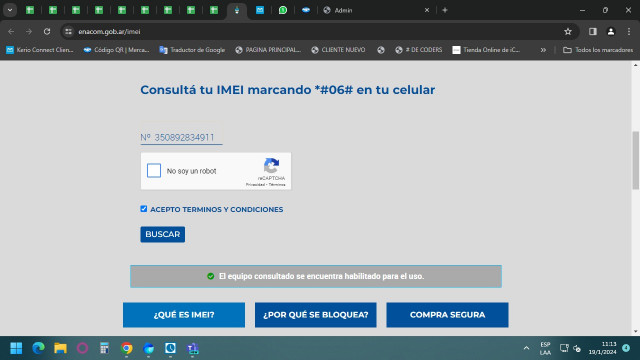 Admin
enacom.gob.ar/imei
Kerio Connect Clien...
Código QR | Merca...
Traductor de Google
PAGINA PRINCIPAL...
CLIENTE NUEVO
# DE CODERS
Tienda Online de iC...
Todos los marcadores
Consultá tu IMEI marcando *#06# en tu celular
Nº 350892834911
No soy un robot
reCAPTCHA
Privacidad - Términos
ACEPTO TERMINOS Y CONDICIONES
BUSCAR
El equipo consultado se encuentra habilitado para el uso.
¿QUÉ ES IMEI?
¿POR QUÉ SE BLOQUEA?
COMPRA SEGURA
ESP
LAA
11:13
19/1/2024